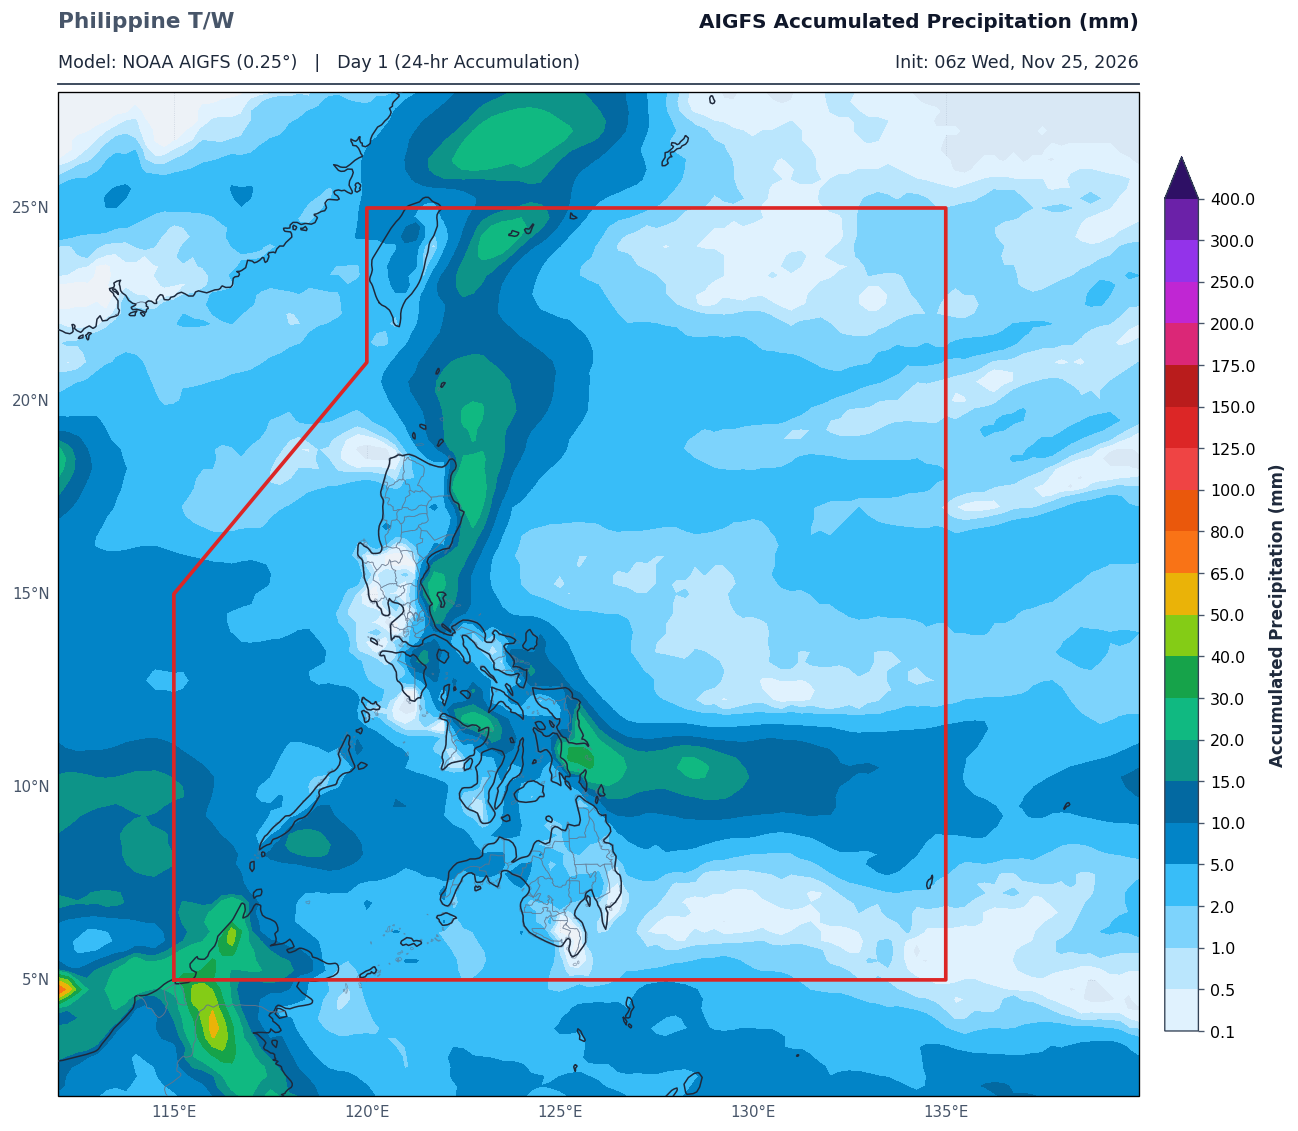 Philippine T/W
AIGFS Accumulated Precipitation (mm)
Model: NOAA AIGFS (0.25°) | Day 1 (24-hr Accumulation)
Init: 06z Wed, Nov 25, 2026
25°N
20°N
15°N
10°N
5°N
115°E
120°E
125°E
130°E
135°E
400.0
300.0
250.0
200.0
175.0
150.0
125.0
100.0
80.0
65.0
50.0
40.0
30.0
20.0
15.0
10.0
5.0
2.0
1.0
0.5
0.1
Accumulated Precipitation (mm)